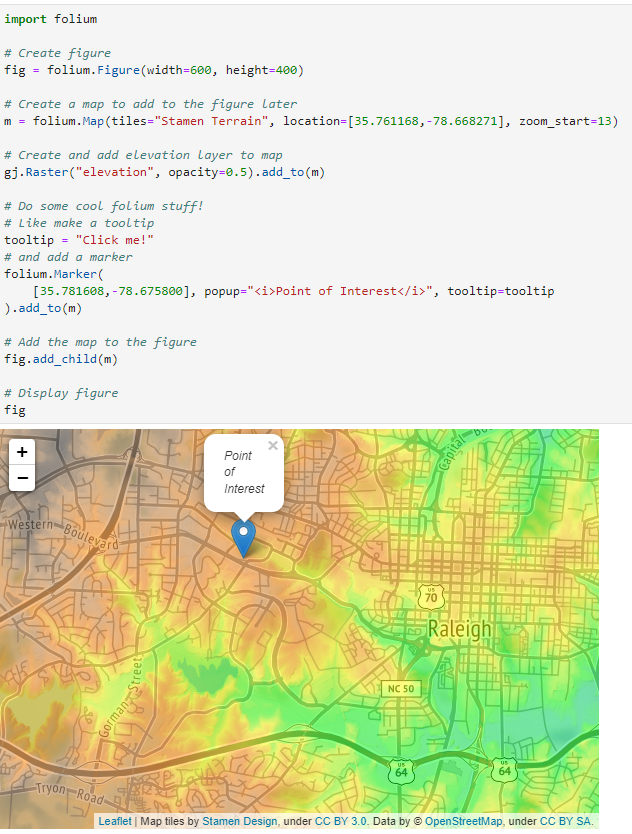 import folium

# Create figure
fig = folium.Figure(width=600, height=400)

# Create a map to add to the figure later
m = folium.Map(tiles="Stamen Terrain", location=[35.761168,-78.668271], zoom_start=13)

# Create and add elevation layer to map
gj.Raster("elevation", opacity=0.5).add_to(m)

# Do some cool folium stuff!
# Like make a tooltip
tooltip = "Click me!"
# and add a marker
folium.Marker(
    [35.781608,-78.675800], popup="<i>Point of Interest</i>", tooltip=tooltip
).add_to(m)

# Add the map to the figure
fig.add_child(m)

# Display figure
fig
+
−
Point
of
Interest
×
Capital
Western Boulevard
US
70
Raleigh
NC 50
Gorman Street
US
64
US
64
Tryon Road
Leaflet | Map tiles by Stamen Design, under CC BY 3.0. Data by © OpenStreetMap, under CC BY SA.